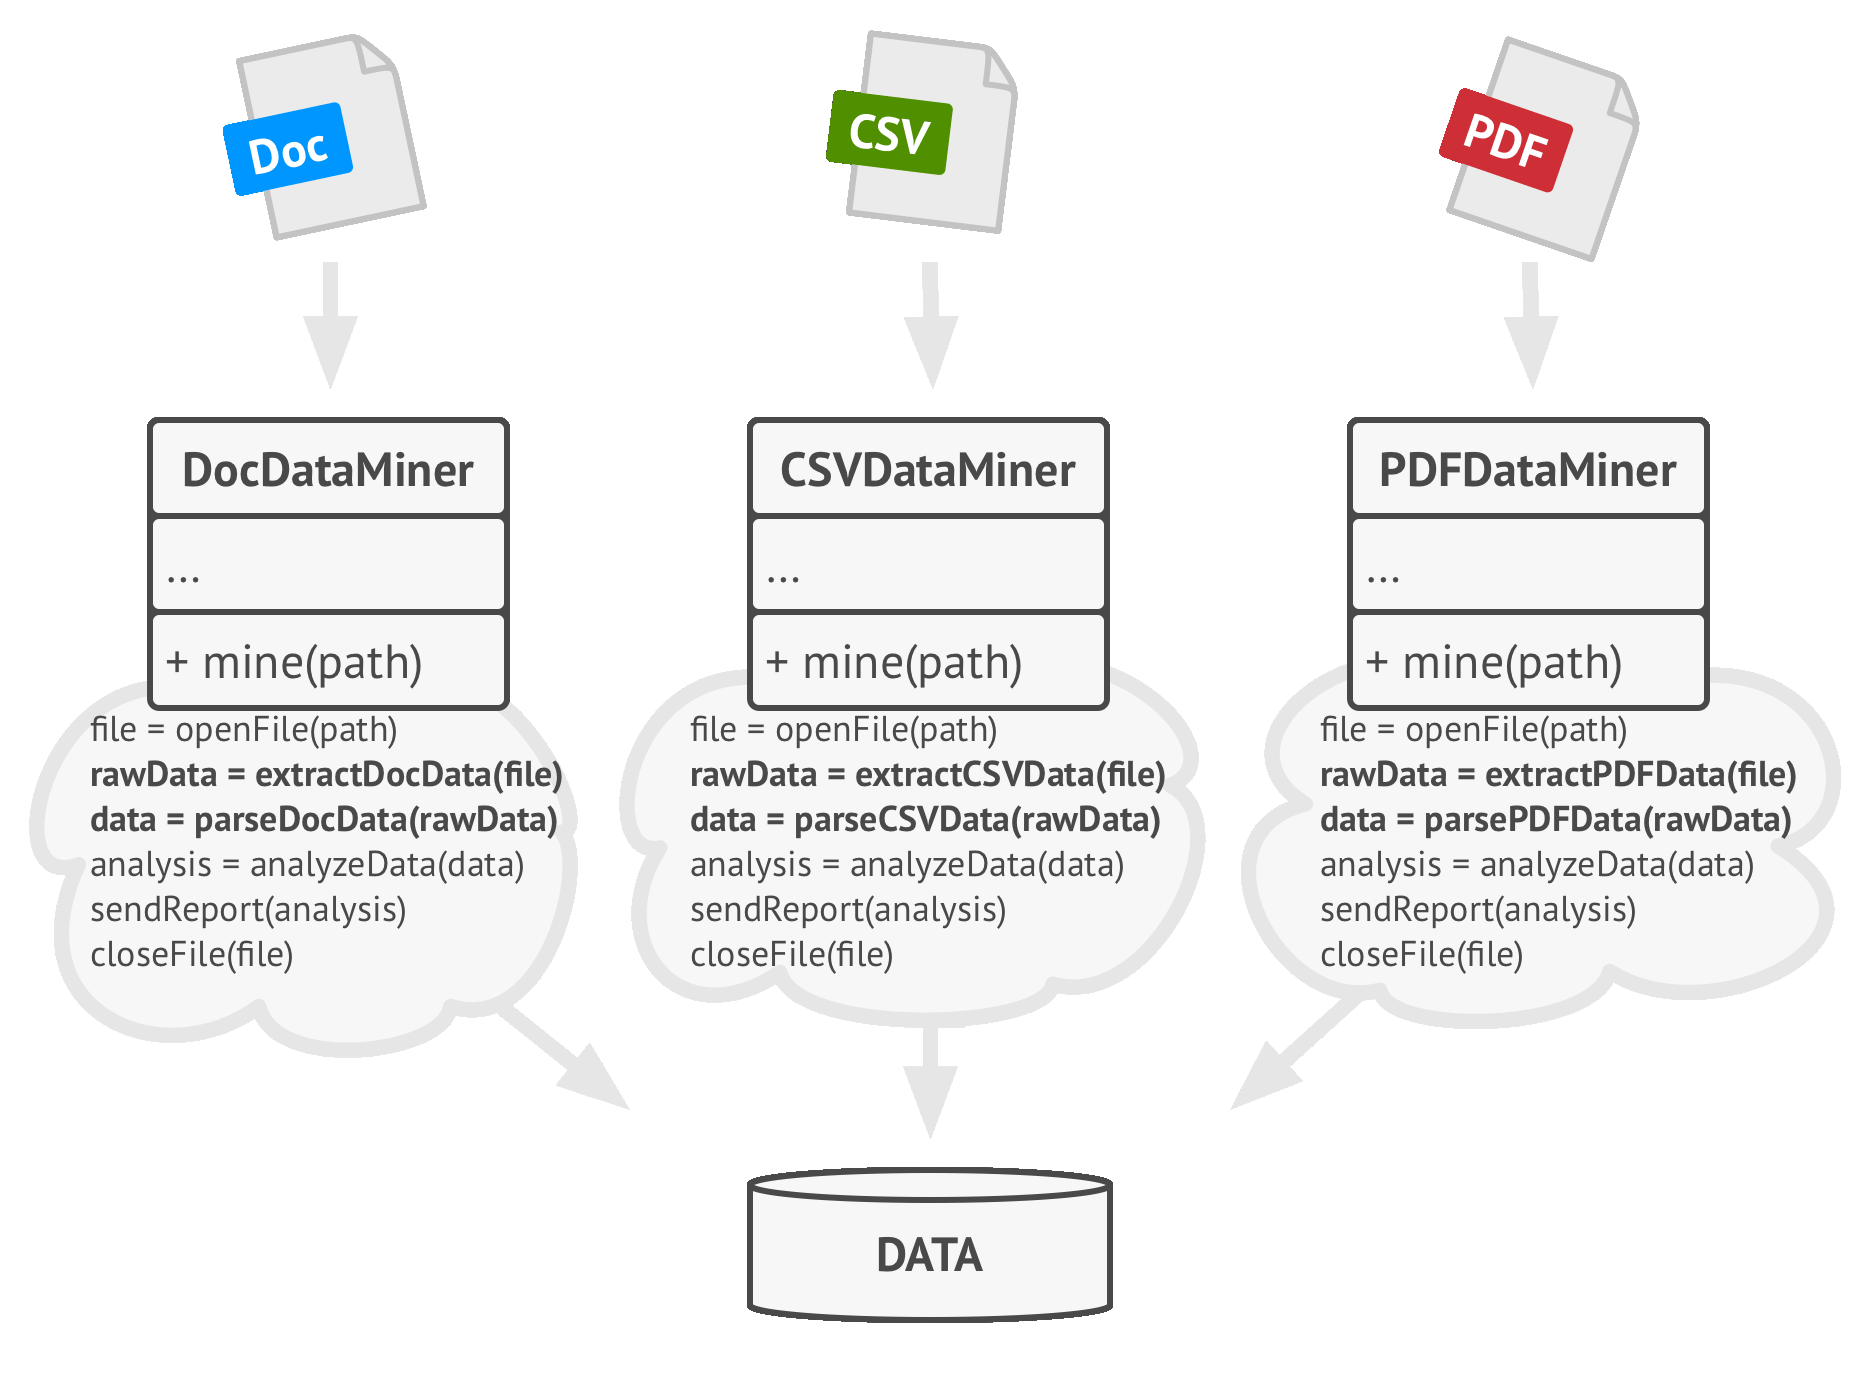 Doc
CSV
PDF
DocDataMiner
...
+ mine(path)
file = openFile(path)
rawData = extractDocData(file)
data = parseDocData(rawData)
analysis = analyzeData(data)
sendReport(analysis)
closeFile(file)
CSVDataMiner
...
+ mine(path)
file = openFile(path)
rawData = extractCSVData(file)
data = parseCSVData(rawData)
analysis = analyzeData(data)
sendReport(analysis)
closeFile(file)
PDFDataMiner
...
+ mine(path)
file = openFile(path)
rawData = extractPDFData(file)
data = parsePDFData(rawData)
analysis = analyzeData(data)
sendReport(analysis)
closeFile(file)
DATA